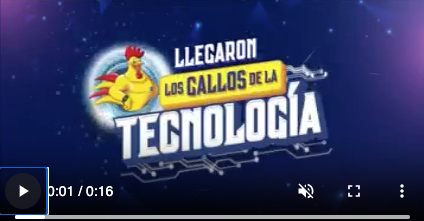 LLEGARON
LOS GALLOS DE LA
TECNOLOGÍA
0:01 / 0:16